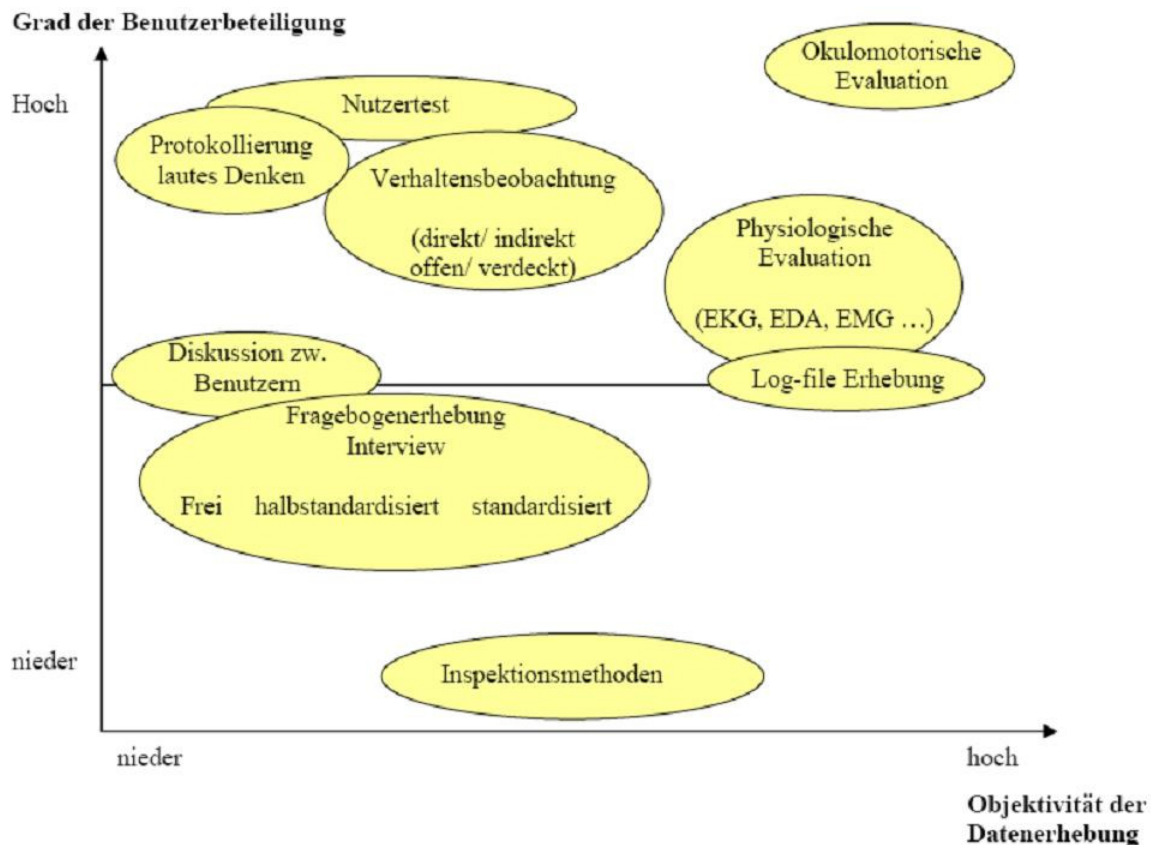 Grad der Benutzerbeteiligung
Okulomotorische
Evaluation
Hoch
Nutzertest
Protokollierung
lautes Denken
Verhaltensbeobachtung
(direkt/ indirekt
offen/ verdeckt)
Physiologische
Evaluation
(EKG, EDA, EMG ...)
Diskussion zw.
Benutzern
Log-file Erhebung
Fragebogenerhebung
Interview
Frei halbstandardisiert standardisiert
nieder
Inspektionsmethoden
nieder hoch
Objektivität der
Datenerhebung